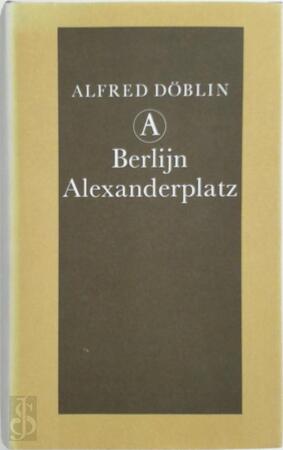 ALFRED DÖBLIN
A
Berlijn
Alexanderplatz